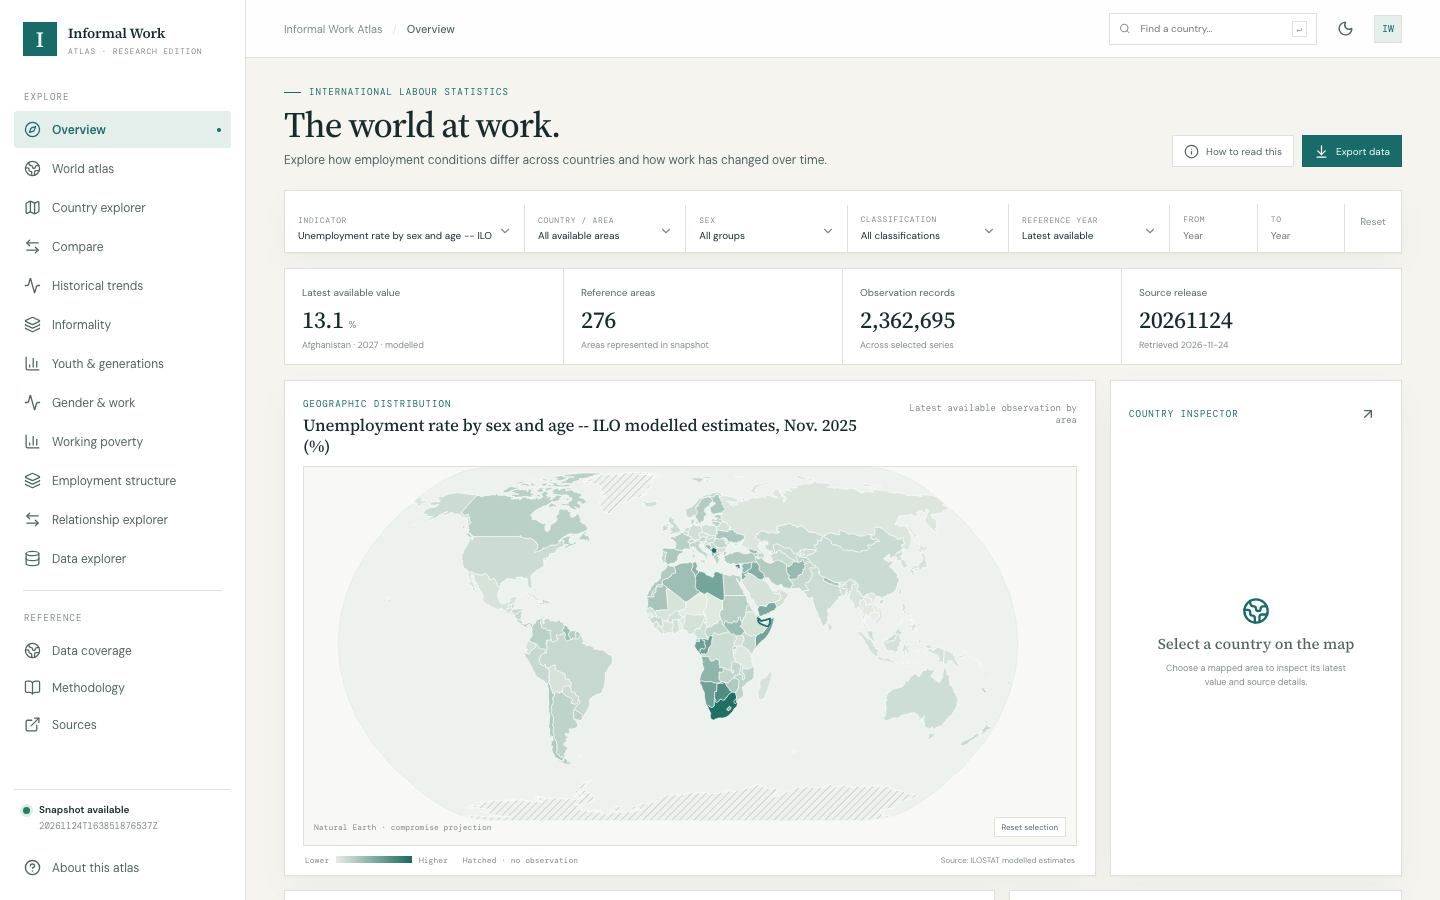 I
Informal Work
ATLAS · RESEARCH EDITION
EXPLORE
Overview
World atlas
Country explorer
Compare
Historical trends
Informality
Youth & generations
Gender & work
Working poverty
Employment structure
Relationship explorer
Data explorer
REFERENCE
Data coverage
Methodology
Sources
Snapshot available
20261124T163851876537Z
About this atlas
Informal Work Atlas / Overview
Find a country...
IW
INTERNATIONAL LABOUR STATISTICS
The world at work.
Explore how employment conditions differ across countries and how work has changed over time.
How to read this
Export data
INDICATOR
Unemployment rate by sex and age -- ILO
COUNTRY / AREA
All available areas
SEX
All groups
CLASSIFICATION
All classifications
REFERENCE YEAR
Latest available
FROM
Year
TO
Year
Reset
Latest available value
13.1 %
Afghanistan · 2027 · modelled
Reference areas
276
Areas represented in snapshot
Observation records
2,362,695
Across selected series
Source release
20261124
Retrieved 2026-11-24
GEOGRAPHIC DISTRIBUTION
Unemployment rate by sex and age -- ILO modelled estimates, Nov. 2025
(%)
Latest available observation by
area
Natural Earth · compromise projection
Reset selection
Lower
Higher
Hatched · no observation
Source: ILOSTAT modelled estimates
COUNTRY INSPECTOR
Select a country on the map
Choose a mapped area to inspect its latest
value and source details.